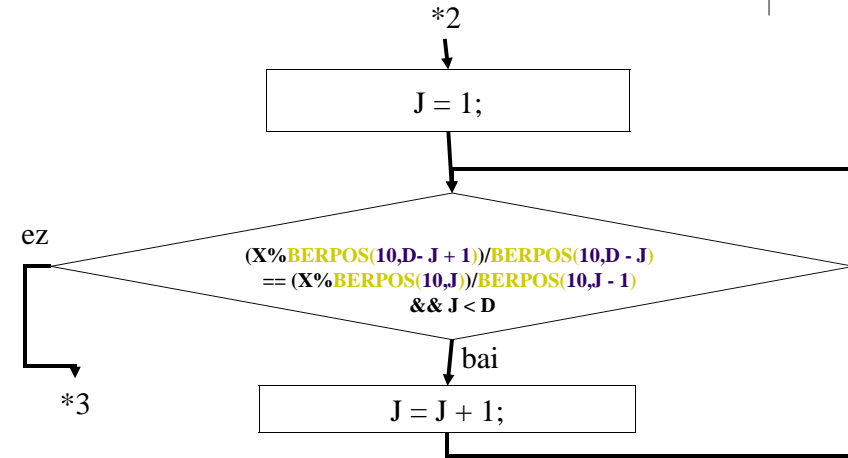 *2
J = 1;
ez
(X%BERPOS(10,D- J + 1))/BERPOS(10,D - J)
== (X%BERPOS(10,J))/BERPOS(10,J - 1)
&& J < D
bai
*3
J = J + 1;